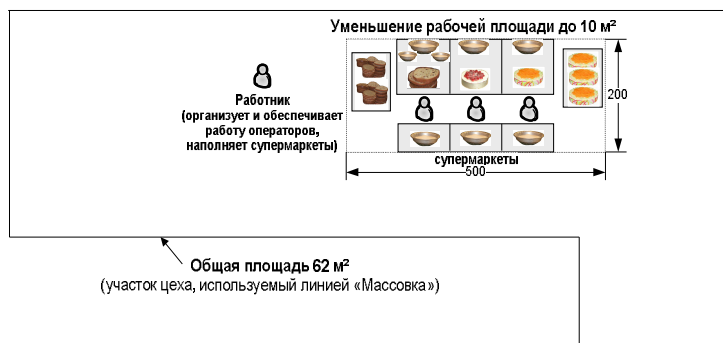 Уменьшение рабочей площади до 10 м²
Работник
(организует и обеспечивает
работу операторов,
наполняет супермаркеты)
200
супермаркеты
500
Общая площадь 62 м²
(участок цеха, используемый линией «Массовка»)